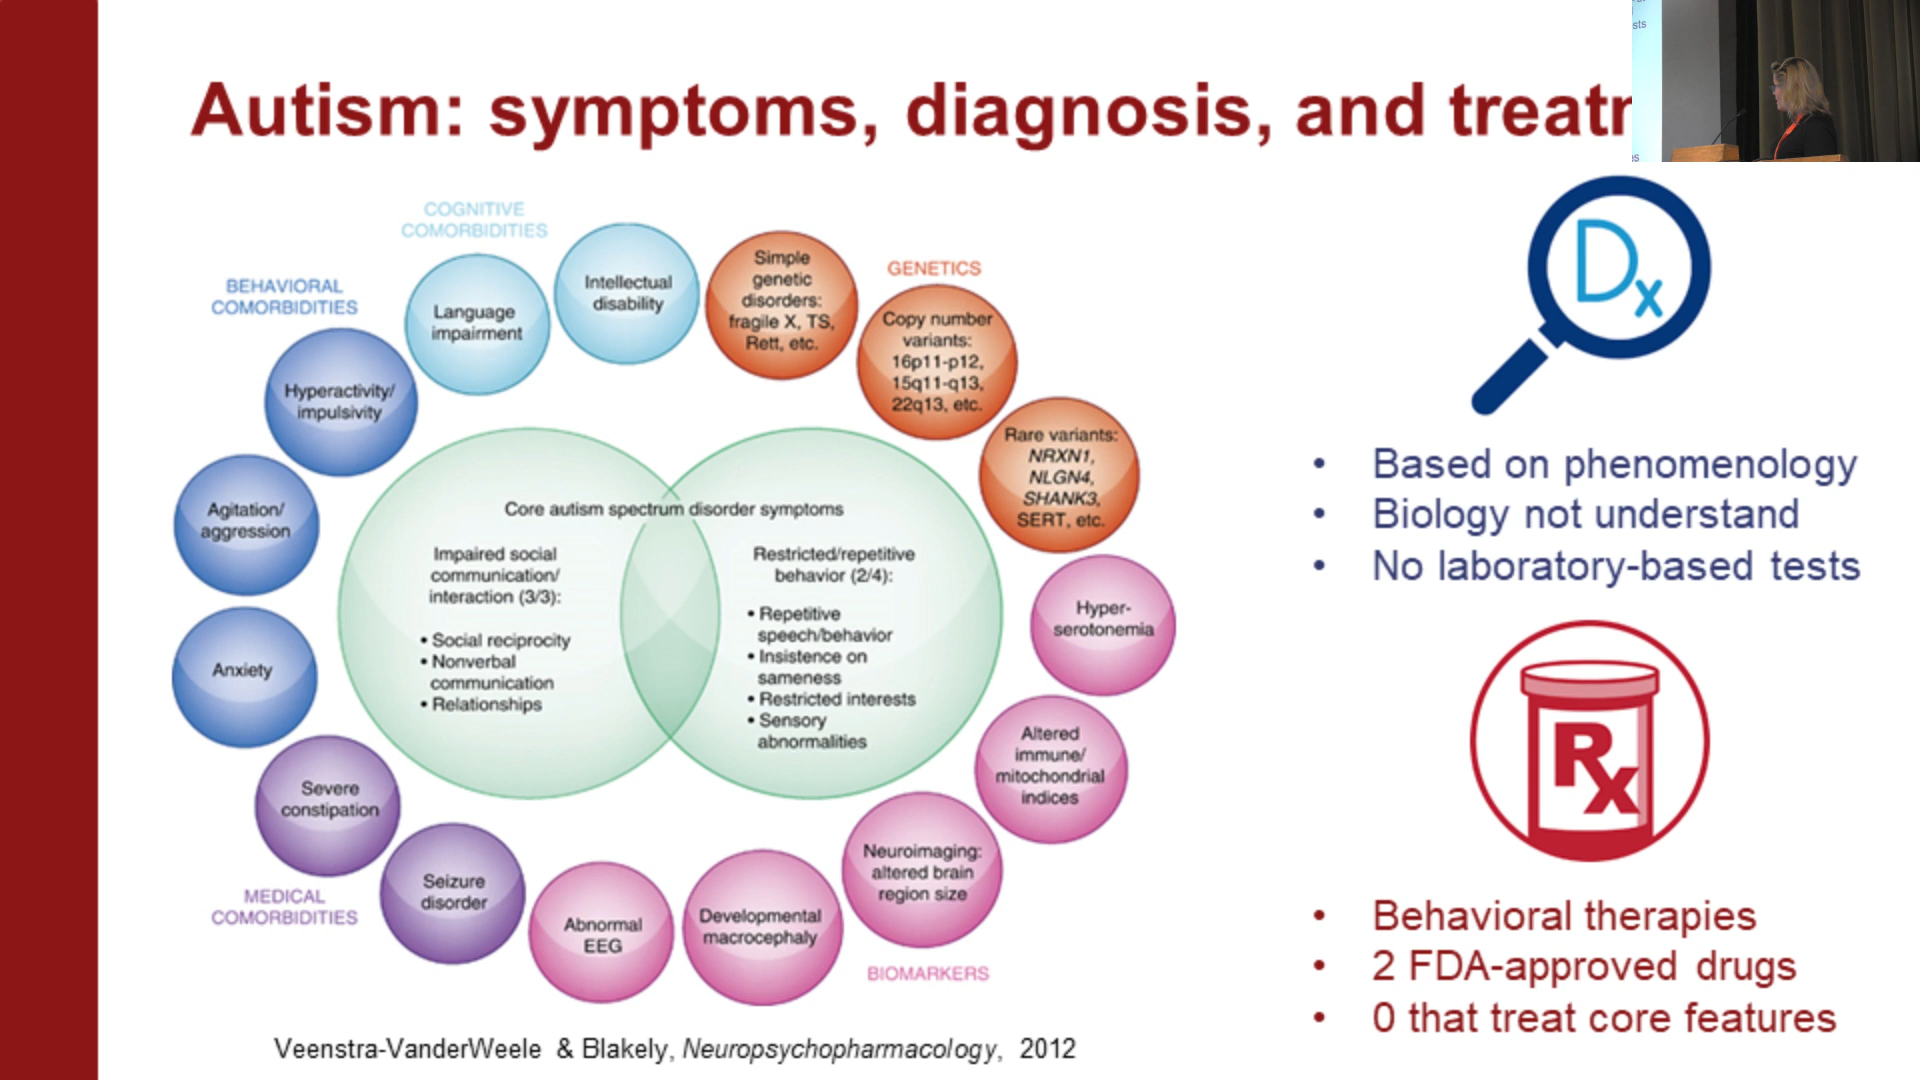 Autism: symptoms, diagnosis, and treatm
COGNITIVE
COMORBIDITIES
BEHAVIORAL
COMORBIDITIES
Language
impairment
Intellectual
disability
Simple
genetic
disorders:
fragile X, TS,
Rett, etc.
GENETICS
Copy number
variants:
16p11-p12,
15q11-q13,
22q13, etc.
Rare variants:
NRXN1,
NLGN4,
SHANK3,
SERT, etc.
Hyperactivity/
impulsivity
Agitation/
aggression
Anxiety
Severe
constipation
MEDICAL
COMORBIDITIES
Seizure
disorder
Abnormal
EEG
Developmental
macrocephaly
Neuroimaging:
altered brain
region size
BIOMARKERS
Altered
immune/
mitochondrial
indices
Hyper-
serotonemia
Core autism spectrum disorder symptoms
Impaired social
communication/
interaction (3/3):
• Social reciprocity
• Nonverbal
communication
• Relationships
Restricted/repetitive
behavior (2/4):
• Repetitive
speech/behavior
• Insistence on
sameness
• Restricted interests
• Sensory
abnormalities
Veenstra-VanderWeele & Blakely, Neuropsychopharmacology, 2012
Dx
• Based on phenomenology
• Biology not understand
• No laboratory-based tests
Rx
• Behavioral therapies
• 2 FDA-approved drugs
• 0 that treat core features
sts